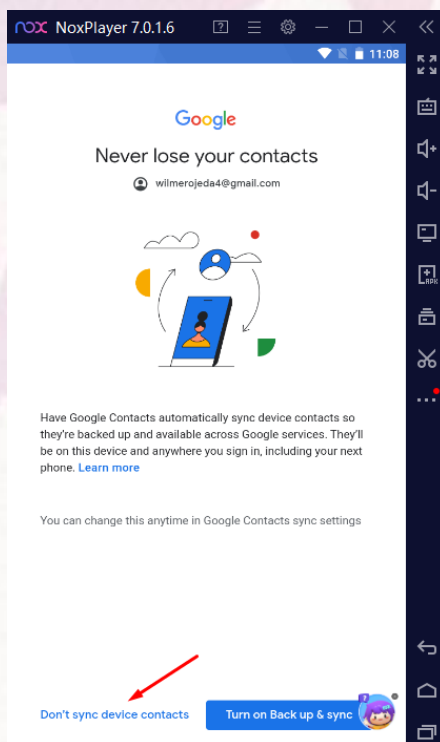 nox NoxPlayer 7.0.1.6
11:08
Google
Never lose your contacts
wilmerojeda4@gmail.com
Have Google Contacts automatically sync device contacts so
they're backed up and available across Google services. They'll
be on this device and anywhere you sign in, including your next
phone. Learn more
You can change this anytime in Google Contacts sync settings
Don't sync device contacts
Turn on Back up & sync
APK